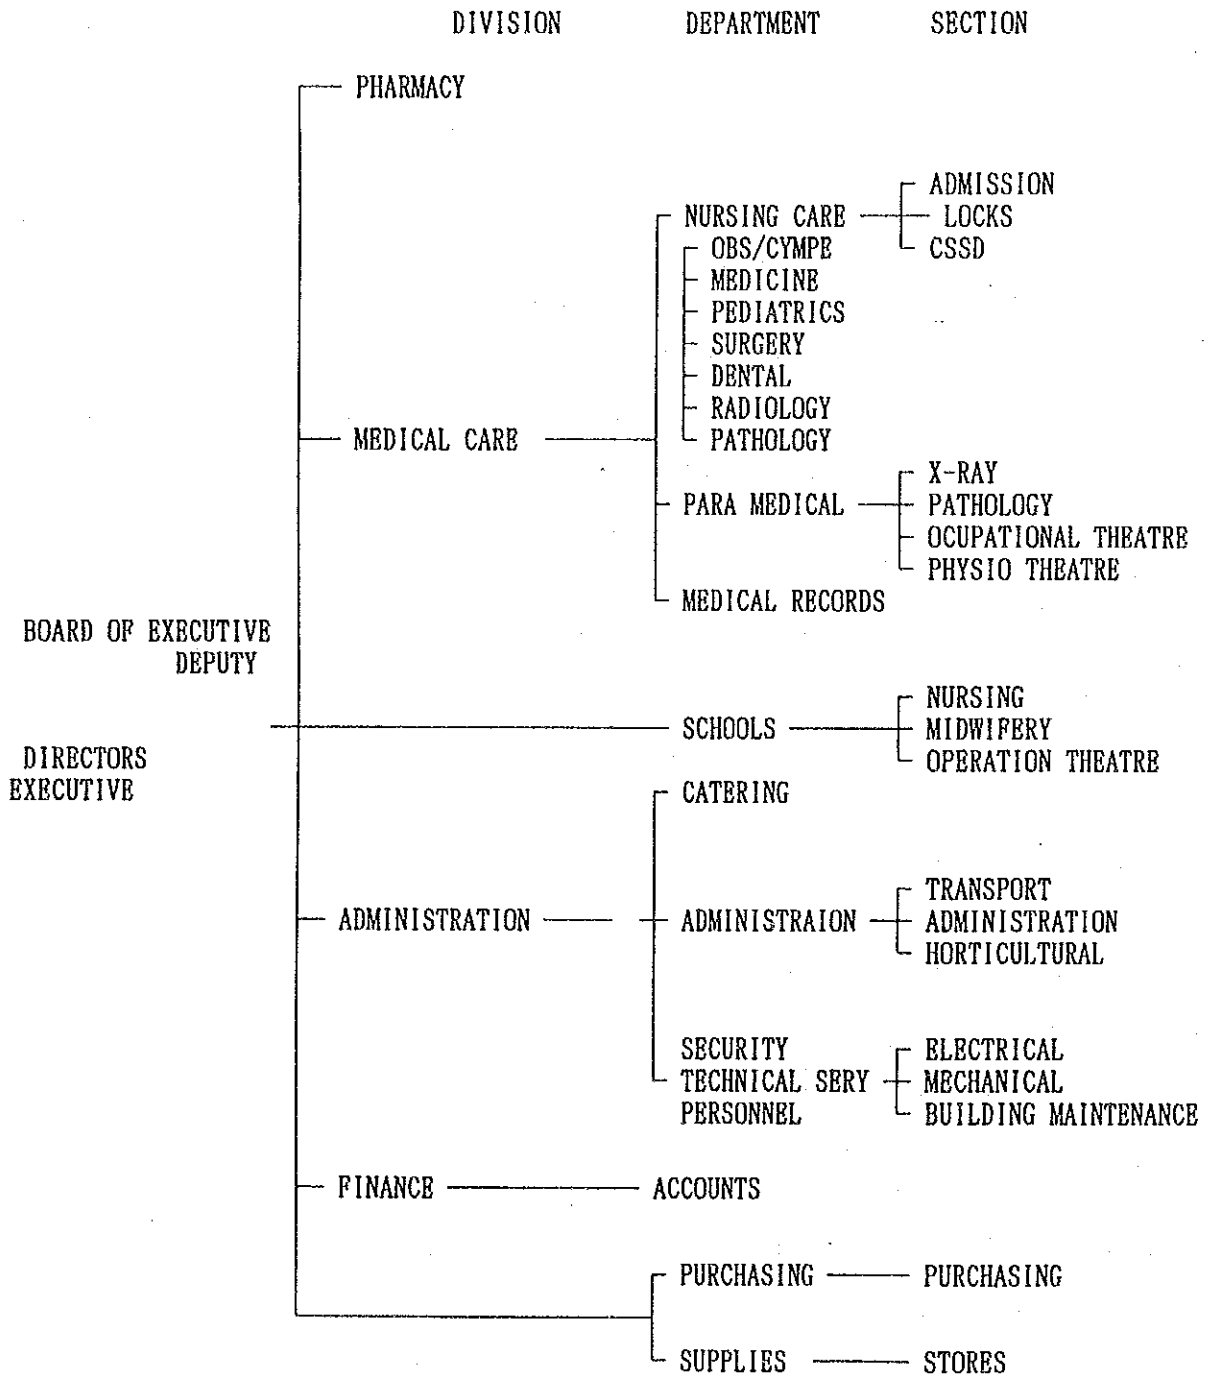 DIVISION DEPARTMENT SECTION
PHARMACY
ADMISSION
NURSING CARE LOCKS
OBS/CYMPE CSSD
MEDICINE
PEDIATRICS
SURGERY
DENTAL
RADIOLOGY
MEDICAL CARE PATHOLOGY
X-RAY
PARA MEDICAL PATHOLOGY
OCUPATIONAL THEATRE
PHYSIO THEATRE
MEDICAL RECORDS
BOARD OF EXECUTIVE
DEPUTY
NURSING
SCHOOLS MIDWIFERY
DIRECTORS OPERATION THEATRE
EXECUTIVE CATERING
TRANSPORT
ADMINISTRATION ADMINISTRAION ADMINISTRATION
HORTICULTURAL
SECURITY ELECTRICAL
TECHNICAL SERY MECHANICAL
PERSONNEL BUILDING MAINTENANCE
FINANCE ACCOUNTS
PURCHASING PURCHASING
SUPPLIES STORES